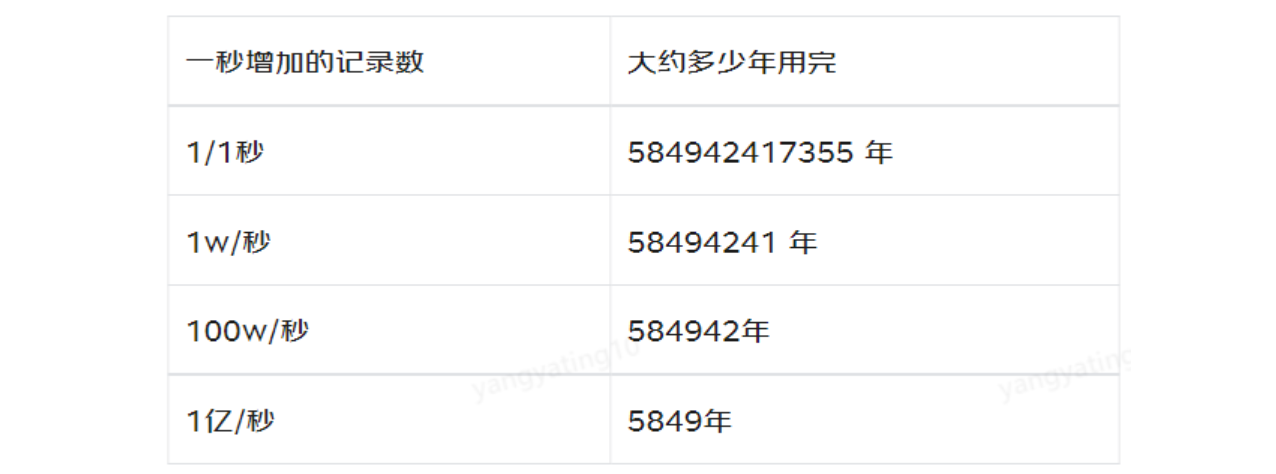 一秒增加的记录数 大约多少年用完
1/1秒 584942417355 年
1w/秒 58494241 年
100w/秒 584942年
1亿/秒 5849年
yangyating10
yangyating